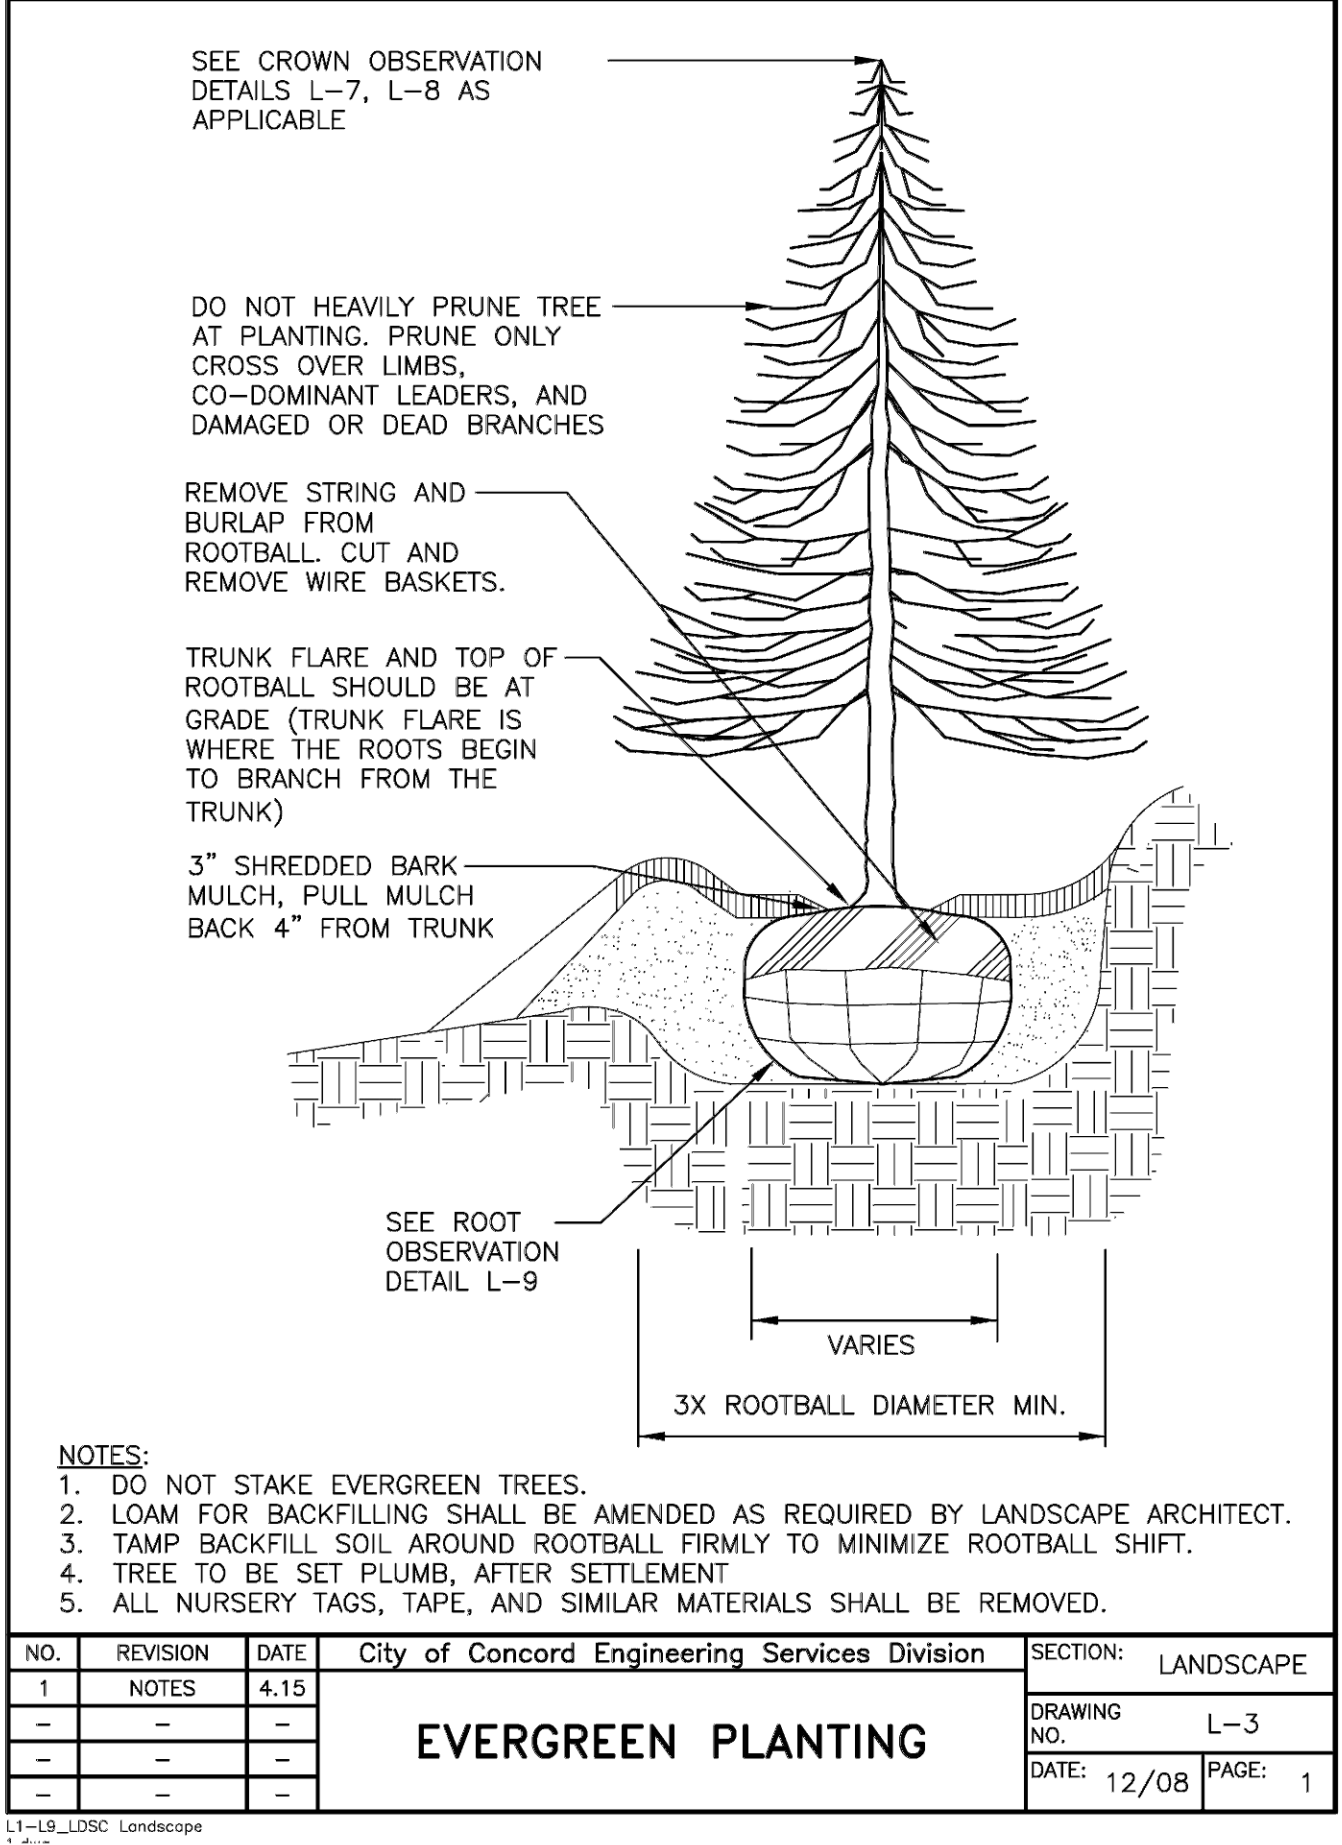 SEE CROWN OBSERVATION
DETAILS L-7, L-8 AS
APPLICABLE
DO NOT HEAVILY PRUNE TREE
AT PLANTING. PRUNE ONLY
CROSS OVER LIMBS,
CO-DOMINANT LEADERS, AND
DAMAGED OR DEAD BRANCHES
REMOVE STRING AND
BURLAP FROM
ROOTBALL. CUT AND
REMOVE WIRE BASKETS.
TRUNK FLARE AND TOP OF
ROOTBALL SHOULD BE AT
GRADE (TRUNK FLARE IS
WHERE THE ROOTS BEGIN
TO BRANCH FROM THE
TRUNK)
3" SHREDDED BARK
MULCH, PULL MULCH
BACK 4" FROM TRUNK
SEE ROOT
OBSERVATION
DETAIL L-9
VARIES
3X ROOTBALL DIAMETER MIN.
NOTES:
1. DO NOT STAKE EVERGREEN TREES.
2. LOAM FOR BACKFILLING SHALL BE AMENDED AS REQUIRED BY LANDSCAPE ARCHITECT.
3. TAMP BACKFILL SOIL AROUND ROOTBALL FIRMLY TO MINIMIZE ROOTBALL SHIFT.
4. TREE TO BE SET PLUMB, AFTER SETTLEMENT
5. ALL NURSERY TAGS, TAPE, AND SIMILAR MATERIALS SHALL BE REMOVED.
NO. REVISION DATE
1 NOTES 4.15
- - -
- - -
- - -
City of Concord Engineering Services Division
EVERGREEN PLANTING
SECTION: LANDSCAPE
DRAWING
NO. L-3
DATE: 12/08 PAGE: 1
L1-L9_LDSC Landscape